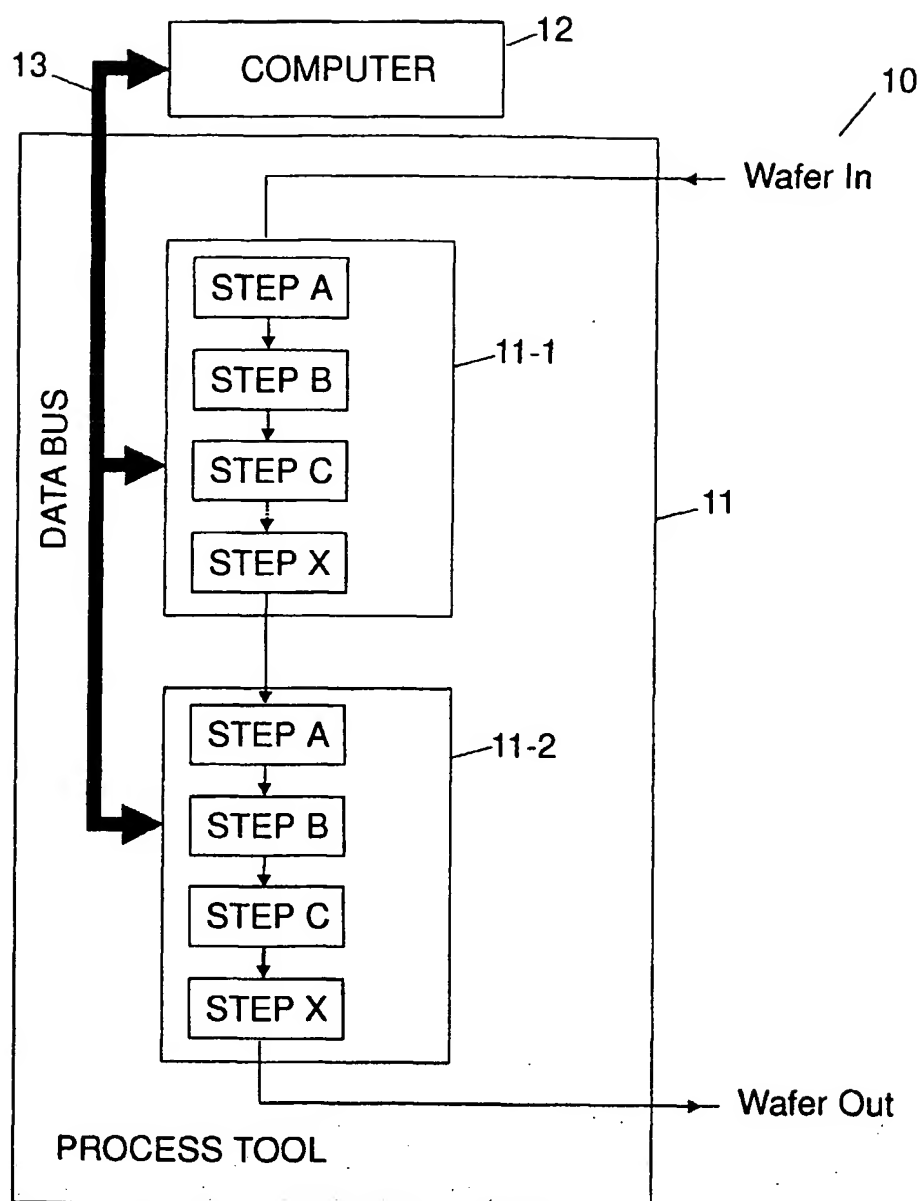 12
COMPUTER
13
10
Wafer In
STEP A
11-1
STEP B
STEP C
STEP X
DATA BUS
11
STEP A
11-2
STEP B
STEP C
STEP X
Wafer Out
PROCESS TOOL